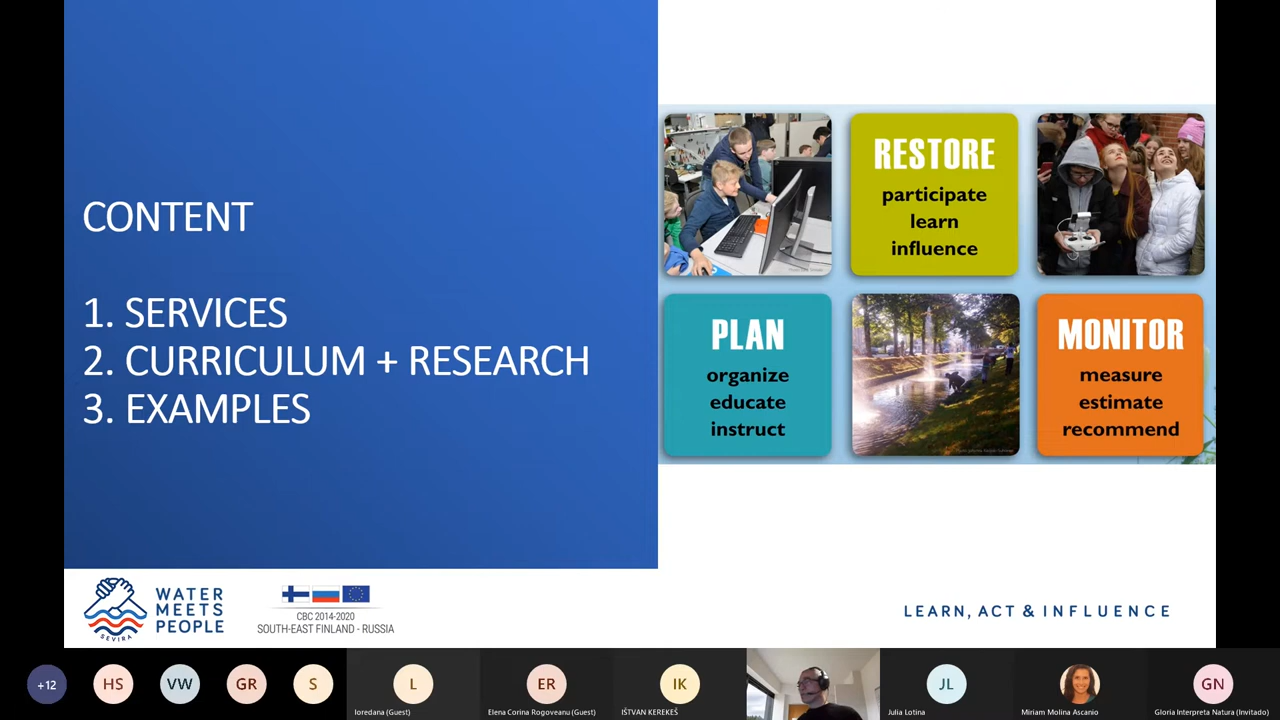 CONTENT
1. SERVICES
2. CURRICULUM + RESEARCH
3. EXAMPLES
RESTORE
participate
learn
influence
PLAN
organize
educate
instruct
MONITOR
measure
estimate
recommend
WATER
MEETS
PEOPLE
SEVIRA
CBC 2014-2020
SOUTH-EAST FINLAND - RUSSIA
LEARN, ACT & INFLUENCE
+12
HS
VW
GR
S
L
loredana (Guest)
ER
Elena Corina Rogoveanu (Guest)
IK
IŠTVAN KEREKEŠ
JL
Julia Lotina
Miriam Molina Ascanio
GN
Gloria Interpreta Natura (Invitado)